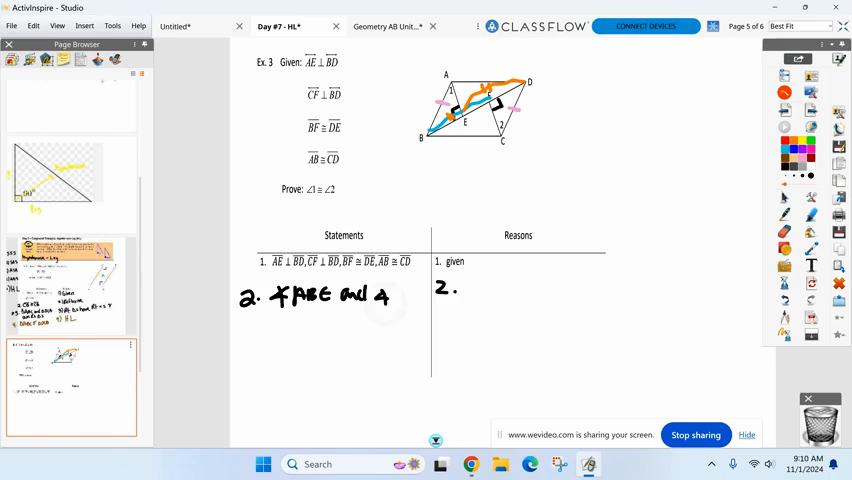 ActivInspire - Studio
File Edit View Insert Tools Help
Untitled* Day #7 - HL* Geometry AB Unit...* CLASSFLOW CONNECT DEVICES Page 5 of 6 Best Fit
Page Browser
Ex. 3 Given: AE ⊥ BD
CF ⊥ BD
BF ≅ DE
AB ≅ CD
Prove: ∠1 ≅ ∠2
A D
1 F
E 2
B C
Statements Reasons
1. AE ⊥ BD, CF ⊥ BD, BF ≅ DE, AB ≅ CD 1. given
2. ∡ ABE and ∡ 2.
90°
leg
HL
www.wevideo.com is sharing your screen. Stop sharing Hide
Search
9:10 AM
11/1/2024